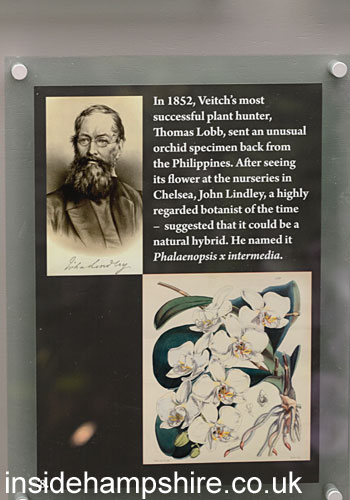 In 1852, Veitch's most
successful plant hunter,
Thomas Lobb, sent an unusual
orchid specimen back from
the Philippines. After seeing
its flower at the nurseries in
Chelsea, John Lindley, a highly
regarded botanist of the time
– suggested that it could be a
natural hybrid. He named it
Phalaenopsis x intermedia.
John Lindley
insidehampshire.co.uk